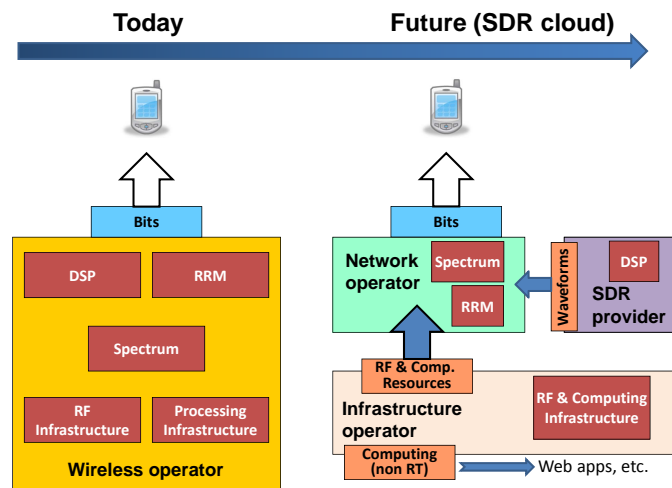 Today
Future (SDR cloud)
Bits
DSP
RRM
Spectrum
RF
Infrastructure
Processing
Infrastructure
Wireless operator
Bits
Network
operator
Spectrum
RRM
Waveforms
DSP
SDR
provider
RF & Comp.
Resources
Infrastructure
operator
RF & Computing
Infrastructure
Computing
(non RT)
Web apps, etc.